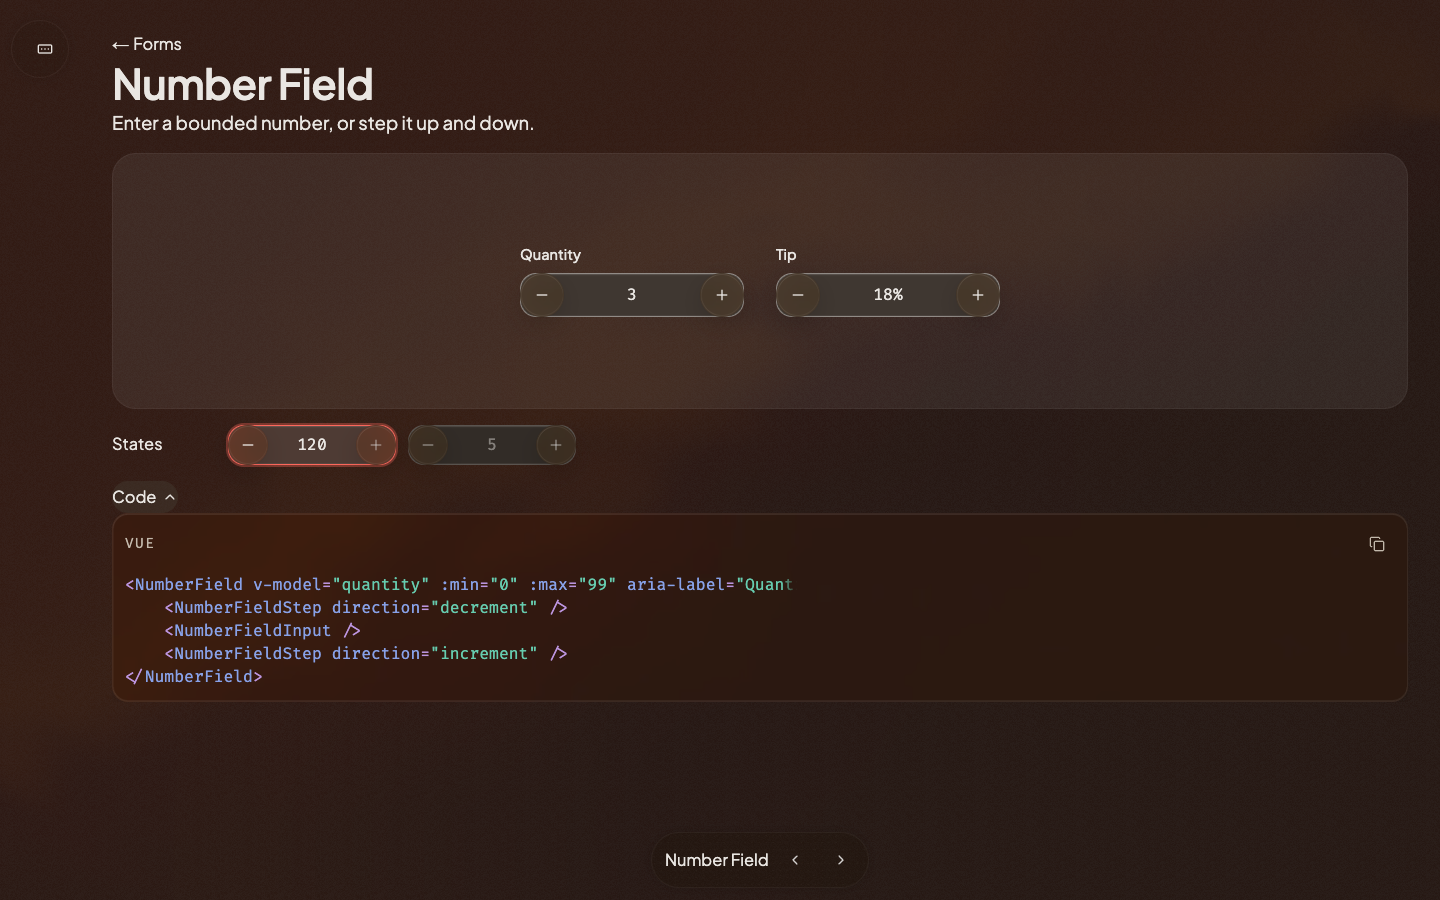 ← Forms
Number Field
Enter a bounded number, or step it up and down.
Quantity
Tip
− 3 +
− 18% +
States
− 120 +
− 5 +
Code
VUE
<NumberField v-model="quantity" :min="0" :max="99" aria-label="Quant
    <NumberFieldStep direction="decrement" />
    <NumberFieldInput />
    <NumberFieldStep direction="increment" />
</NumberField>
Number Field